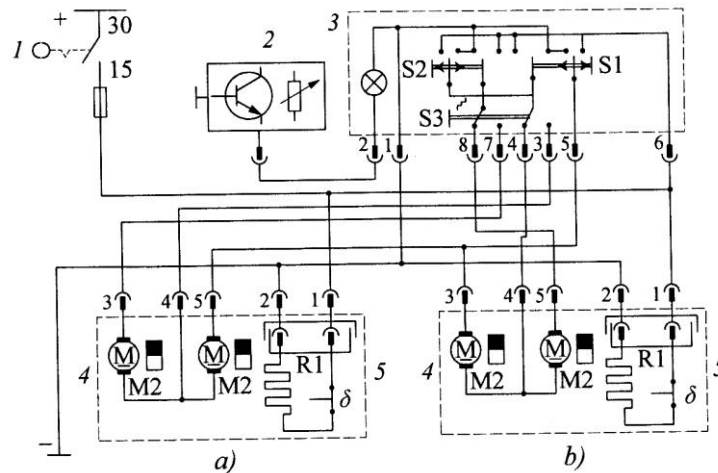 + 30
1
15
2
3
S2
S1
S3
2 1 8 7 4 3 5 6
3 4 5 2 1 3 4 5 2 1
4 M M R1 5 4 M M R1 5
M2 M2 δ M2 M2 δ
−
a) b)